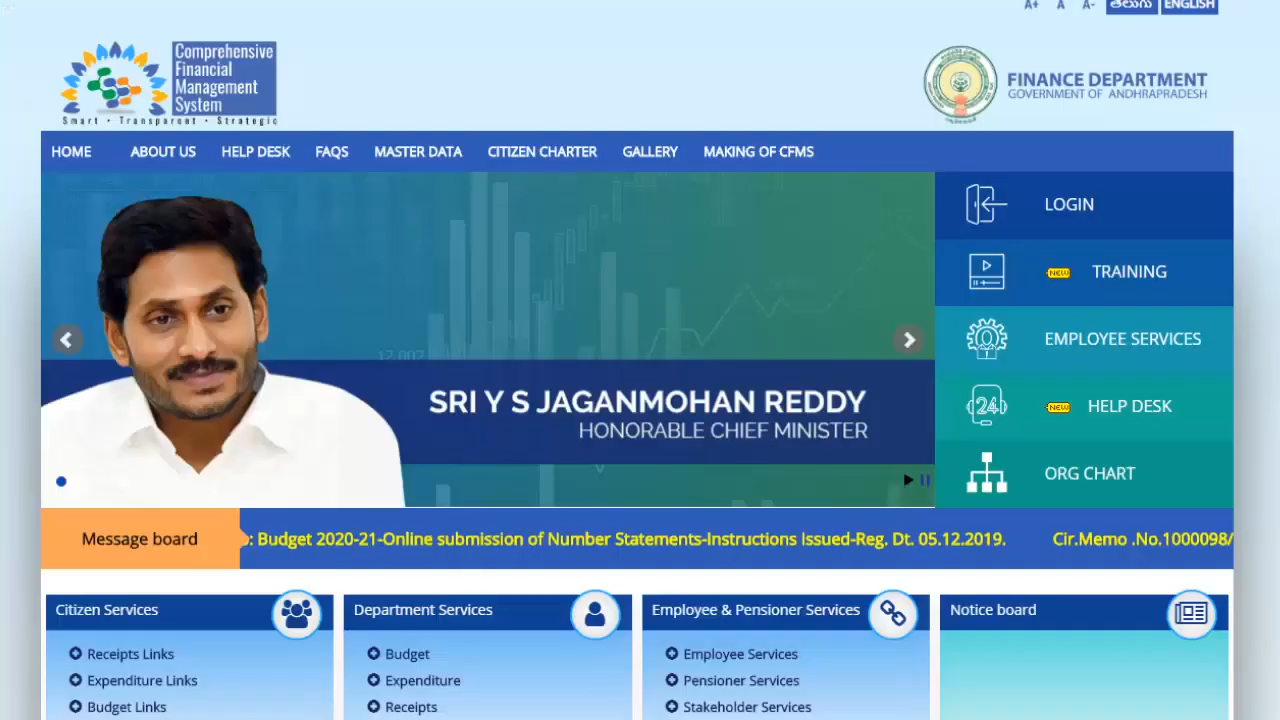 A+ A A- తెలుగు ENGLISH
Comprehensive
Financial
Management
System
Smart • Transparent • Strategic
FINANCE DEPARTMENT
GOVERNMENT OF ANDHRAPRADESH
HOME ABOUT US HELP DESK FAQS MASTER DATA CITIZEN CHARTER GALLERY MAKING OF CFMS
LOGIN
NEW TRAINING
EMPLOYEE SERVICES
12,007
SRI Y S JAGANMOHAN REDDY
HONORABLE CHIEF MINISTER
24
NEW HELP DESK
ORG CHART
Message board : Budget 2020-21-Online submission of Number Statements-Instructions Issued-Reg. Dt. 05.12.2019. Cir.Memo .No.1000098/
Citizen Services
Receipts Links
Expenditure Links
Budget Links
Department Services
Budget
Expenditure
Receipts
Employee & Pensioner Services
Employee Services
Pensioner Services
Stakeholder Services
Notice board